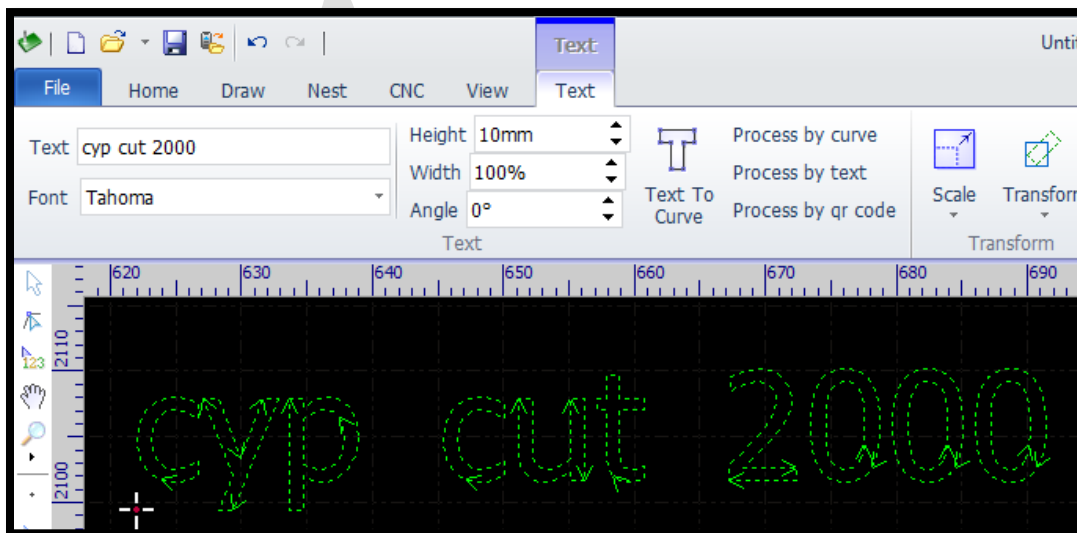 Text
Unti
File Home Draw Nest CNC View Text
Text cyp cut 2000
Font Tahoma
Height 10mm
Width 100%
Angle 0°
Text To
Curve
Process by curve
Process by text
Process by qr code
Scale
Transform
Text
Transform
620 630 640 650 660 670 680 690
2110
2100
123
cyp cut 2000